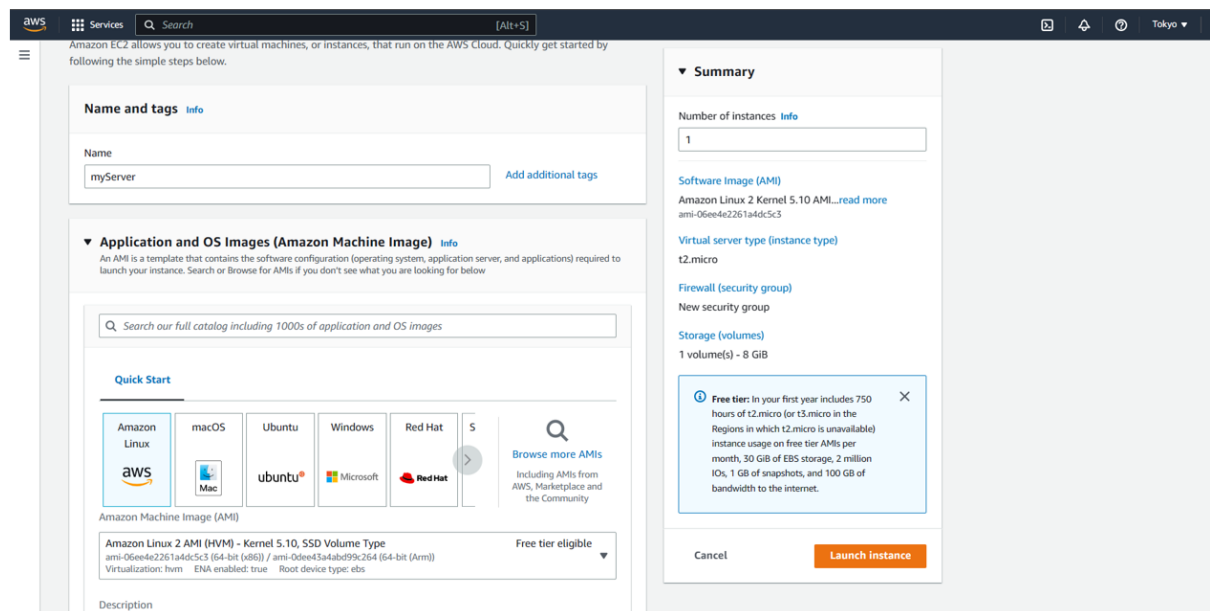 aws
Services
Search
[Alt+S]
Tokyo
Amazon EC2 allows you to create virtual machines, or instances, that run on the AWS Cloud. Quickly get started by
following the simple steps below.
Name and tags Info
Name
myServer
Add additional tags
Application and OS Images (Amazon Machine Image) Info
An AMI is a template that contains the software configuration (operating system, application server, and applications) required to
launch your instance. Search or Browse for AMIs if you don't see what you are looking for below
Search our full catalog including 1000s of application and OS images
Quick Start
Amazon
Linux
aws
macOS
Mac
Ubuntu
ubuntu
Windows
Microsoft
Red Hat
Red Hat
S
Browse more AMIs
Including AMIs from
AWS, Marketplace and
the Community
Amazon Machine Image (AMI)
Amazon Linux 2 AMI (HVM) - Kernel 5.10, SSD Volume Type
Free tier eligible
ami-06ee4e2261a4dc5c3 (64-bit (x86)) / ami-0dee43a4abd99c264 (64-bit (Arm))
Virtualization: hvm ENA enabled: true Root device type: ebs
Description
Summary
Number of instances Info
1
Software Image (AMI)
Amazon Linux 2 Kernel 5.10 AMI...read more
ami-06ee4e2261a4dc5c3
Virtual server type (instance type)
t2.micro
Firewall (security group)
New security group
Storage (volumes)
1 volume(s) - 8 GiB
Free tier: In your first year includes 750
hours of t2.micro (or t3.micro in the
Regions in which t2.micro is unavailable)
instance usage on free tier AMIs per
month, 30 GiB of EBS storage, 2 million
IOs, 1 GB of snapshots, and 100 GB of
bandwidth to the internet.
Cancel
Launch instance